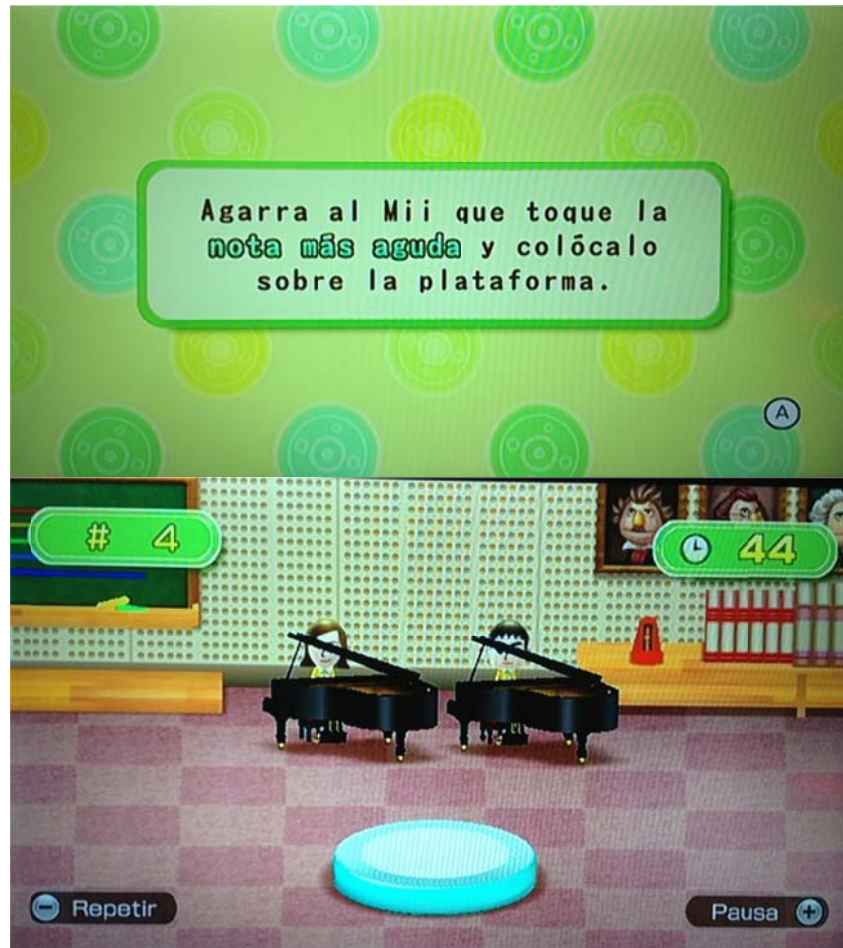 Agarra al Mii que toque la
nota más aguda y colócalo
sobre la plataforma.
A
# 4
44
Repetir
Pausa